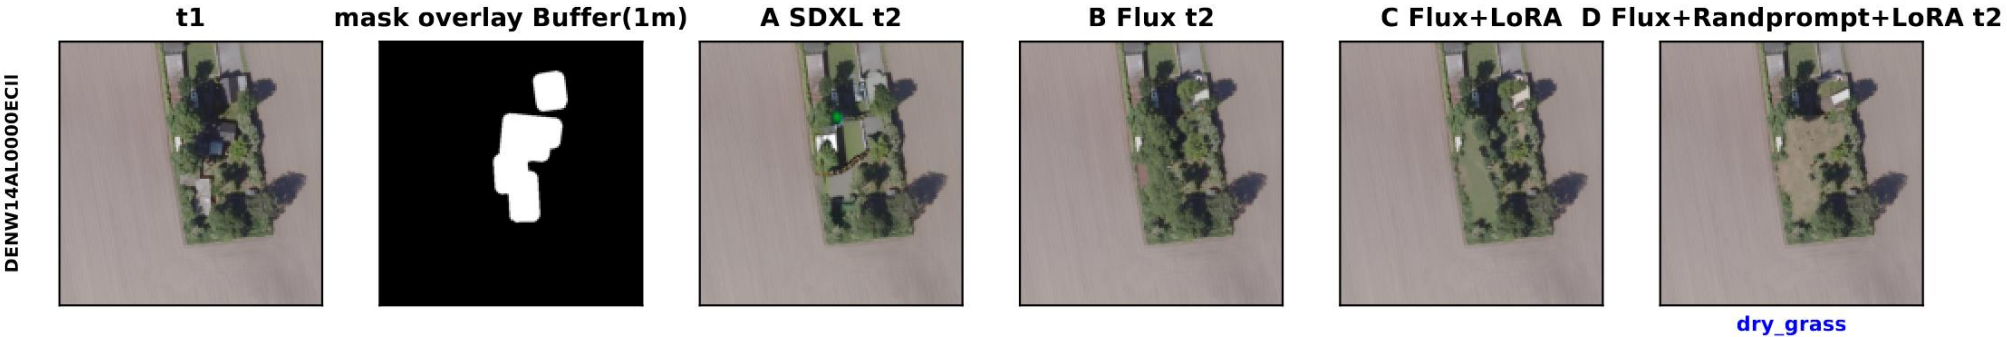 t1
mask overlay Buffer(1m)
A SDXL t2
B Flux t2
C Flux+LoRA
D Flux+Randprompt+LoRA t2
DENW14AL0000ECII
dry_grass